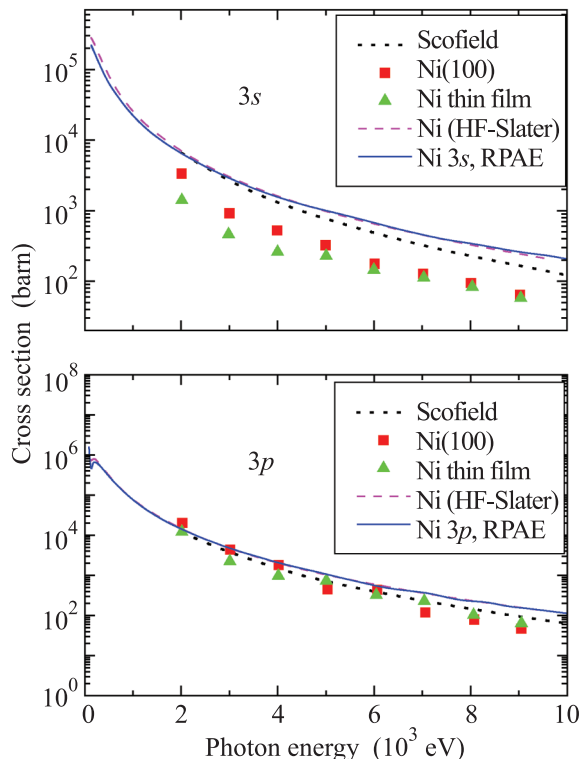 10^5
10^4
10^3
10^2
3s
Scofield
Ni(100)
Ni thin film
Ni (HF-Slater)
Ni 3s, RPAE
Cross section (barn)
10^8
10^6
10^4
10^2
10^0
3p
Scofield
Ni(100)
Ni thin film
Ni (HF-Slater)
Ni 3p, RPAE
0 2 4 6 8 10
Photon energy (10^3 eV)